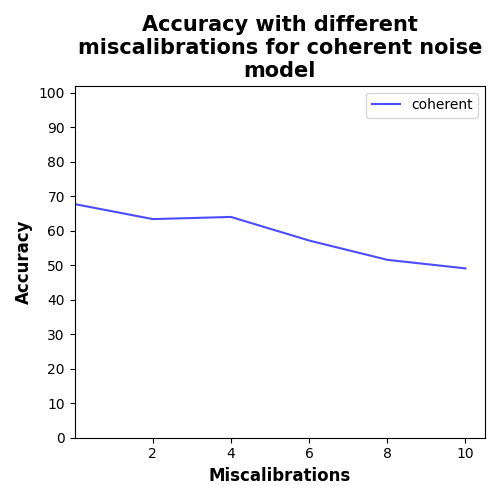 Accuracy with different
miscalibrations for coherent noise
model
coherent
100
90
80
70
60
50
40
30
20
10
0
Accuracy
2 4 6 8 10
Miscalibrations